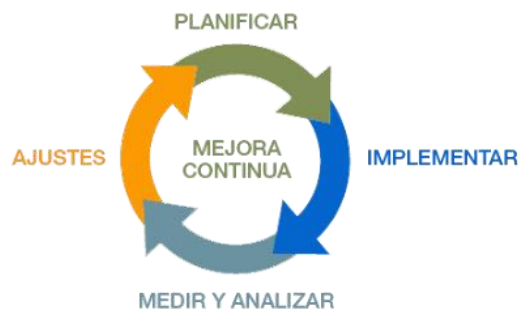 PLANIFICAR
AJUSTES
MEJORA
CONTINUA
IMPLEMENTAR
MEDIR Y ANALIZAR